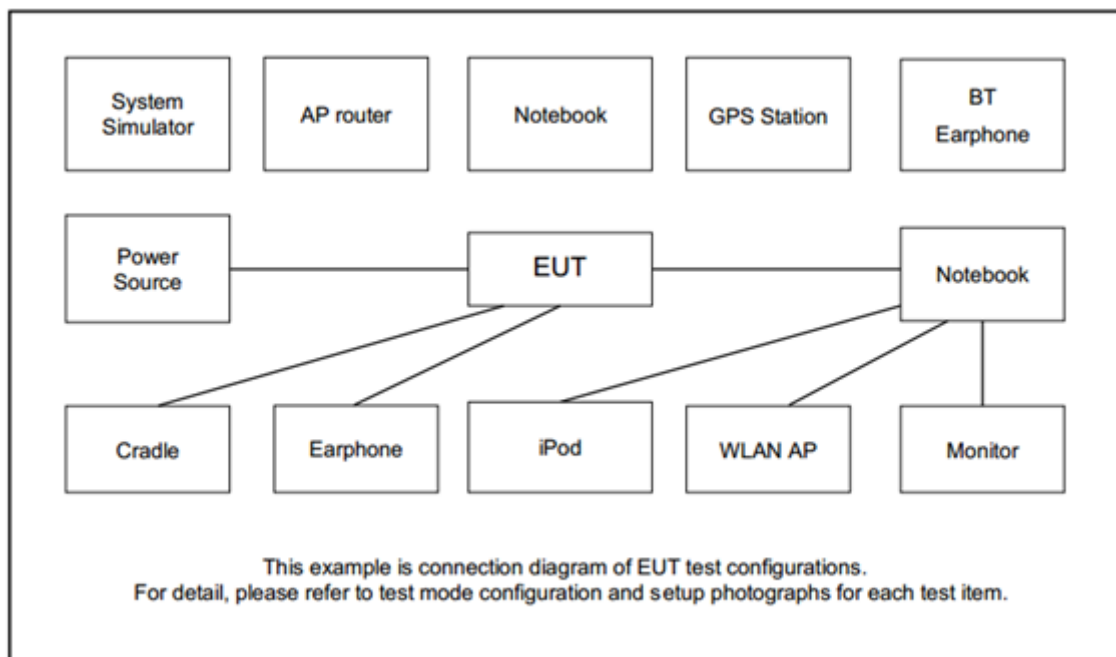 System
Simulator
AP router
Notebook
GPS Station
BT
Earphone
Power
Source
EUT
Notebook
Cradle
Earphone
iPod
WLAN AP
Monitor
This example is connection diagram of EUT test configurations.
For detail, please refer to test mode configuration and setup photographs for each test item.